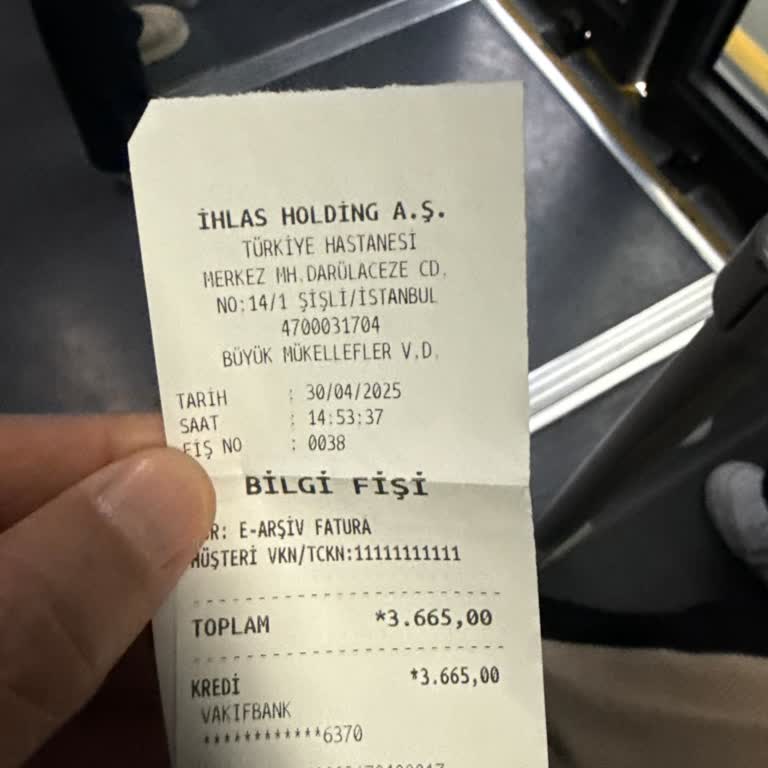 İHLAS HOLDİNG A.Ş.
TÜRKİYE HASTANESİ
MERKEZ MH.DARÜLACEZE CD.
NO:14/1 ŞİŞLİ/İSTANBUL
4700031704
BÜYÜK MÜKELLEFLER V.D.
TARİH : 30/04/2025
SAAT : 14:53:37
FİŞ NO : 0038
BİLGİ FİŞİ
E-ARŞİV FATURA
MÜŞTERİ VKN/TCKN:11111111111
TOPLAM *3.665,00
KREDİ *3.665,00
VAKIFBANK
************6370